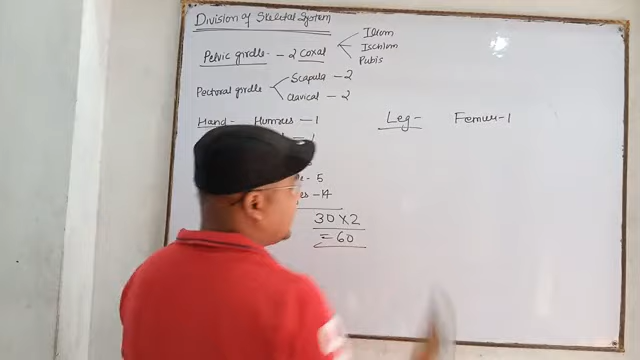 Division of Skeletal System
Pelvic girdle - 2 Coxal
Ilium
Ischium
Pubis
Pectoral girdle
Scapula - 2
Clavical - 2
Hand - Humrus - 1
Leg - Femur - 1
- 5
es - 14
30 x 2
= 60